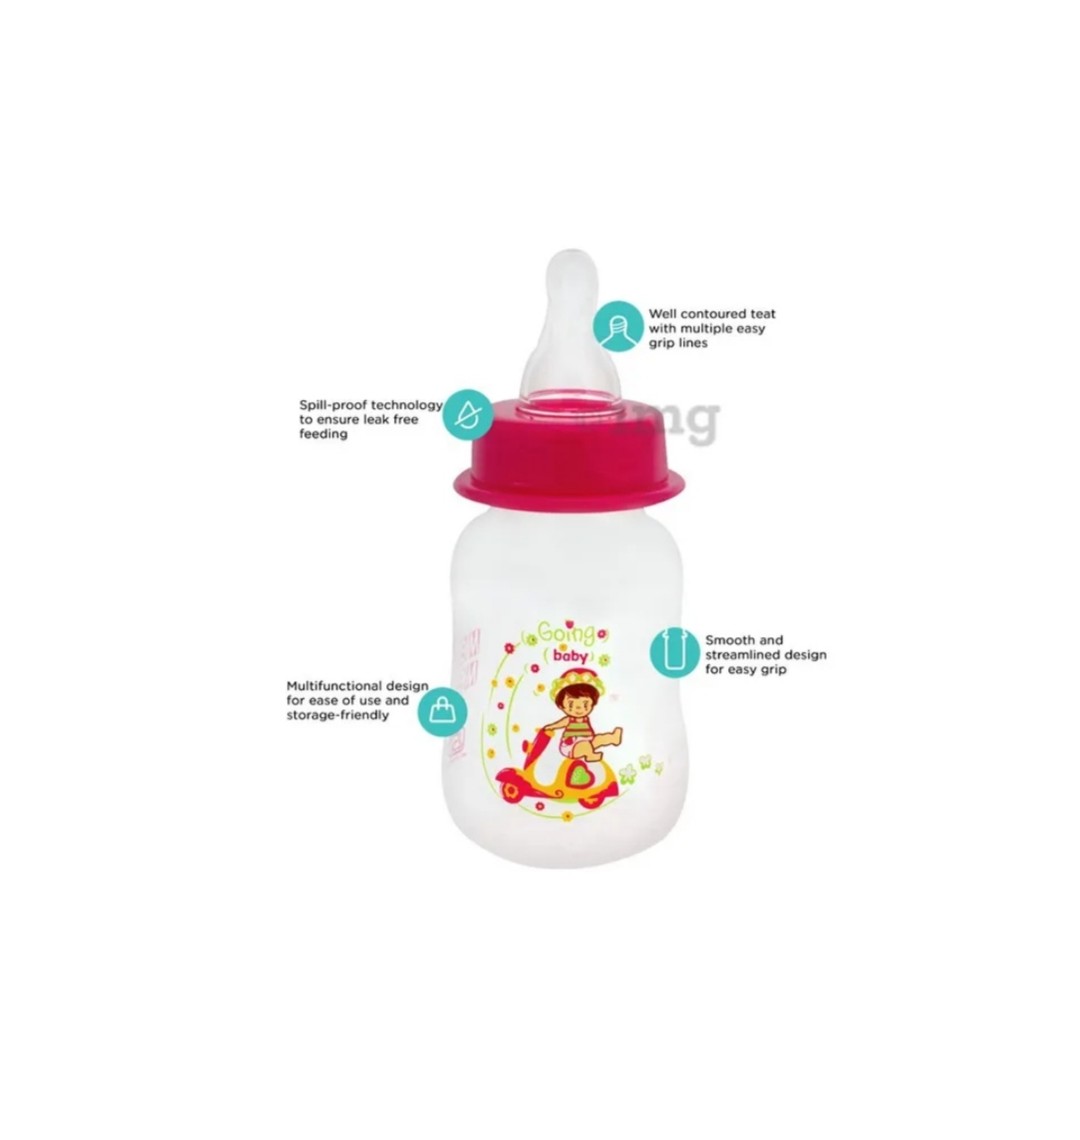 Well contoured teat
with multiple easy
grip lines
Spill-proof technology
to ensure leak free
feeding
mg
Going
baby
Smooth and
streamlined design
for easy grip
Multifunctional design
for ease of use and
storage-friendly